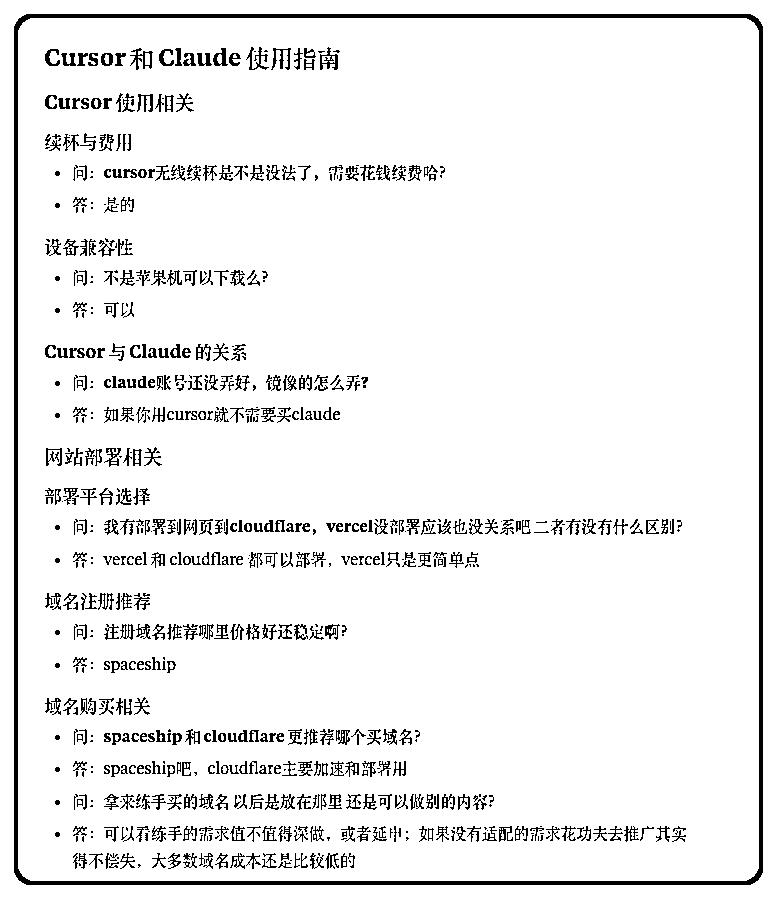 Cursor 和 Claude 使用指南
Cursor 使用相关
续杯与费用
• 问：cursor无线续杯是不是没法了，需要花钱续费哈?
• 答：是的
设备兼容性
• 问：不是苹果机可以下载么?
• 答：可以
Cursor 与 Claude 的关系
• 问：claude账号还没弄好，镜像的怎么弄?
• 答：如果你用cursor就不需要买claude
网站部署相关
部署平台选择
• 问：我有部署到网页到cloudflare，vercel没部署应该也没关系吧 二者有没有什么区别?
• 答：vercel 和 cloudflare 都可以部署，vercel只是更简单点
域名注册推荐
• 问：注册域名推荐哪里价格好还稳定啊?
• 答：spaceship
域名购买相关
• 问：spaceship 和 cloudflare 更推荐哪个买域名?
• 答：spaceship吧，cloudflare主要加速和部署用
• 问：拿来练手买的域名 以后是放在那里 还是可以做别的内容?
• 答：可以看练手的需求值不值得深做，或者延申；如果没有适配的需求花功夫去推广其实
得不偿失，大多数域名成本还是比较低的